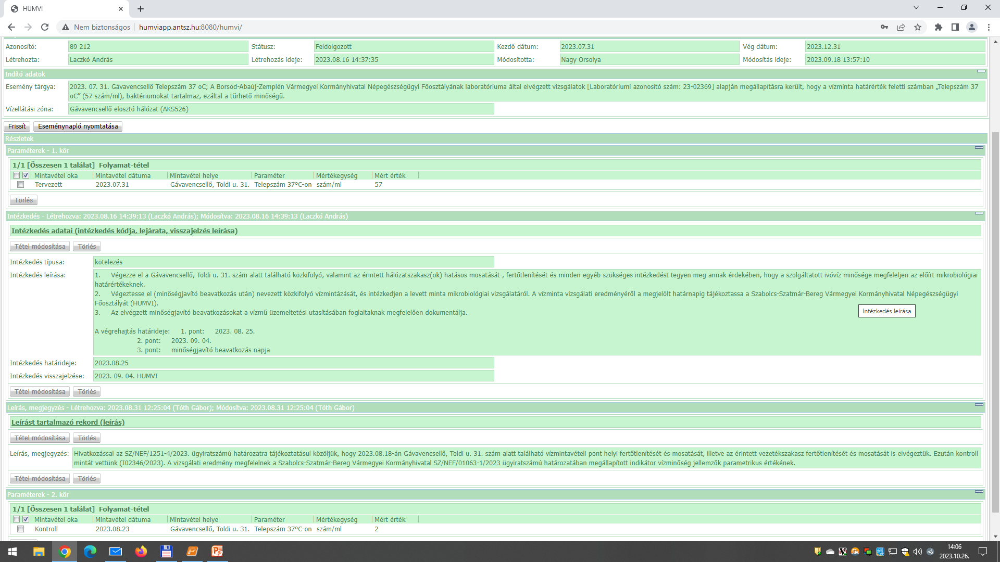 HUMVI
Nem biztonságos humviapp.antsz.hu:8080/humvi/
Azonosító: 89 212 Státusz: Feldolgozott Kezdő dátum: 2023.07.31 Vég dátum: 2023.12.31
Létrehozta: Laczkó András Létrehozás ideje: 2023.08.16 14:37:35 Módosította: Nagy Orsolya Módosítás ideje: 2023.09.18 13:57:10
Indító adatok
Esemény tárgya: 2023. 07. 31. Gávavencsellő Telepszám 37 oC; A Borsod-Abaúj-Zemplén Vármegyei Kormányhivatal Népegészségügyi Főosztályának laboratóriuma által elvégzett vizsgálatok [Laboratóriumi azonosító szám: 23-02369] alapján megállapításra került, hogy a vízminta határérték feletti számban „Telepszám 37
oC” (57 szám/ml), baktériumokat tartalmaz, ezáltal a tűrhető minőségű.
Vízellátási zóna: Gávavencsellő elosztó hálózat (AKS526)
Frissít Eseménynapló nyomtatása
Részletek
Paraméterek - 1. kör
1/1 [Összesen 1 találat] Folyamat-tétel
Mintavétel oka Mintavétel dátuma Mintavétel helye Paraméter Mértékegység Mért érték
Tervezett 2023.07.31 Gávavencsellő, Toldi u. 31. Telepszám 37°C-on szám/ml 57
Törlés
Intézkedés - Létrehozva: 2023.08.16 14:39:13 (Laczkó András); Módosítva: 2023.08.16 14:39:13 (Laczkó András)
Intézkedés adatai (intézkedés kódja, lejárata, visszajelzés leírása)
Tétel módosítása Törlés
Intézkedés típusa: kötelezés
Intézkedés leírása: 1. Végezze el a Gávavencsellő, Toldi u. 31. szám alatt található közkifolyó, valamint az érintett hálózatszakasz(ok) hatásos mosatását-, fertőtlenítését és minden egyéb szükséges intézkedést tegyen meg annak érdekében, hogy a szolgáltatott ivóvíz minősége megfeleljen az előírt mikrobiológiai
határértékeknek.
2. Végeztesse el (minőségjavító beavatkozás után) nevezett közkifolyó vízmintázását, és intézkedjen a levett minta mikrobiológiai vizsgálatáról. A vízminta vizsgálati eredményéről a megjelölt határnapig tájékoztassa a Szabolcs-Szatmár-Bereg Vármegyei Kormányhivatal Népegészségügyi
Főosztályát (HUMVI).
3. Az elvégzett minőségjavító beavatkozásokat a vízmű üzemeltetési utasításában foglaltaknak megfelelően dokumentálja.
Intézkedés leírása
A végrehajtás határideje: 1. pont: 2023. 08. 25.
2. pont: 2023. 09. 04.
3. pont: minőségjavító beavatkozás napja
Intézkedés határideje: 2023.08.25
Intézkedés visszajelzése: 2023. 09. 04. HUMVI
Tétel módosítása Törlés
Leírás, megjegyzés - Létrehozva: 2023.08.31 12:25:04 (Tóth Gábor); Módosítva: 2023.08.31 12:25:04 (Tóth Gábor)
Leírást tartalmazó rekord (leírás)
Tétel módosítása Törlés
Leírás, megjegyzés: Hivatkozással az SZ/NEF/1251-4/2023. ügyiratszámú határozatra tájékoztatásul közöljük, hogy 2023.08.18-án Gávavencsellő, Toldi u. 31. szám alatt található vízmintavételi pont helyi fertőtlenítését és mosatását, illetve az érintett vezetékszakasz fertőtlenítését és mosatását is elvégeztük. Ezután kontroll
mintát vettünk (I02346/2023). A vizsgálati eredmény megfelelnek a Szabolcs-Szatmár-Bereg Vármegyei Kormányhivatal SZ/NEF/01063-1/2023 ügyiratszámú határozatában megállapított indikátor vízminőség jellemzők parametrikus értékének.
Tétel módosítása Törlés
Paraméterek - 2. kör
1/1 [Összesen 1 találat] Folyamat-tétel
Mintavétel oka Mintavétel dátuma Mintavétel helye Paraméter Mértékegység Mért érték
Kontroll 2023.08.23 Gávavencsellő, Toldi u. 31. Telepszám 37°C-on szám/ml 2
14:06
2023.10.26.